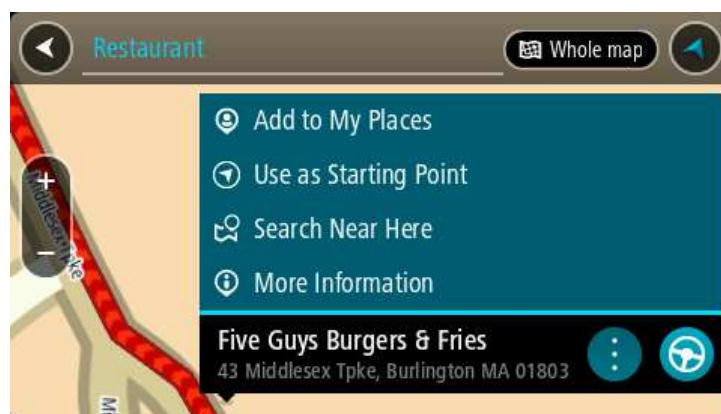 Restaurant
Whole map
Add to My Places
Use as Starting Point
Search Near Here
More Information
Five Guys Burgers & Fries
43 Middlesex Tpke, Burlington MA 01803
+
Middlesex Tpke
−
Mi